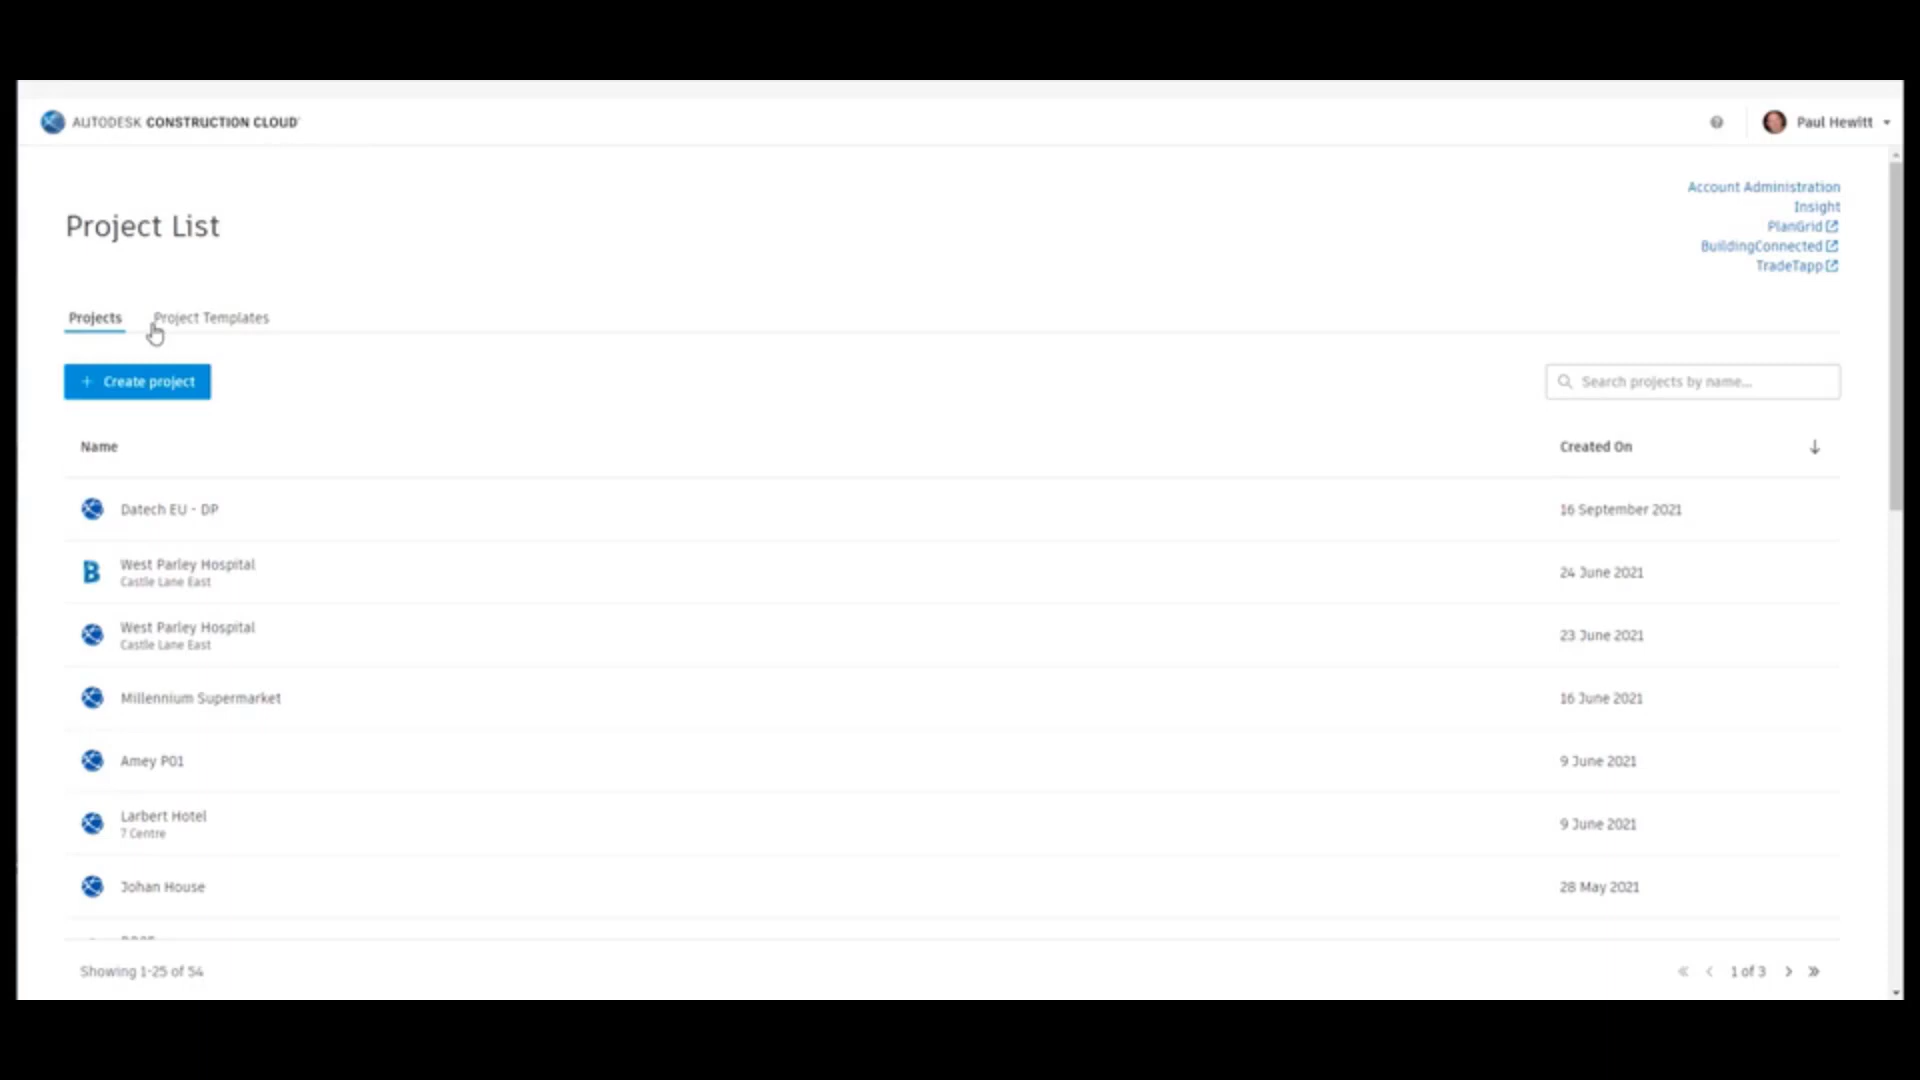 AUTODESK CONSTRUCTION CLOUD
Paul Hewitt
Account Administration
Insight
PlanGrid
BuildingConnected
TradeTapp
Project List
Projects
Project Templates
+ Create project
Search projects by name...
Name
Created On
Datech EU - DP
16 September 2021
B
West Parley Hospital
Castle Lane East
24 June 2021
West Parley Hospital
Castle Lane East
23 June 2021
Millennium Supermarket
16 June 2021
Amey P01
9 June 2021
Larbert Hotel
7 Centre
9 June 2021
Johan House
28 May 2021
Showing 1-25 of 54
1 of 3